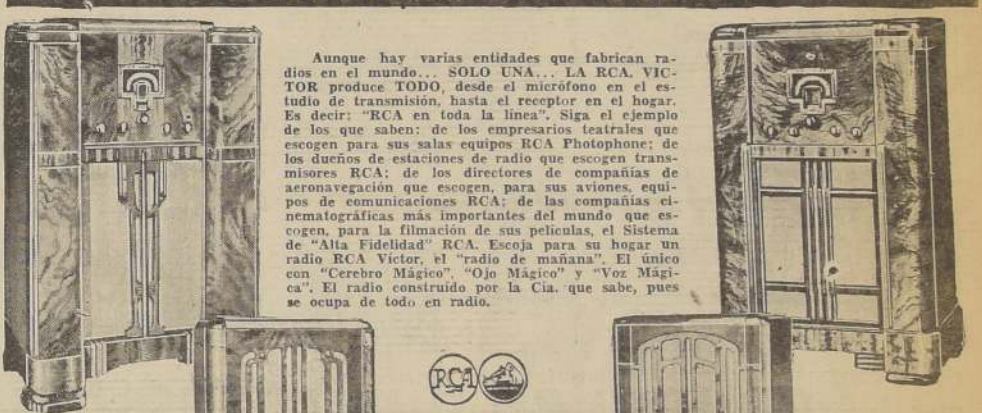 Aunque hay varias entidades que fabrican ra-
dios en el mundo... SOLO UNA... LA RCA. VIC-
TOR produce TODO, desde el micrófono en el es-
tudio de transmisión, hasta el receptor en el hogar.
Es decir: "RCA en toda la línea". Siga el ejemplo
de los que saben: de los empresarios teatrales que
escogen para sus salas equipos RCA Photophone; de
los dueños de estaciones de radio que escogen trans-
misores RCA; de los directores de compañías de
aeronavegación que escogen, para sus aviones, equi-
pos de comunicaciones RCA; de las compañías ci-
nematográficas más importantes del mundo que es-
cogen, para la filmación de sus películas, el Sistema
de "Alta Fidelidad" RCA. Escoja para su hogar un
radio RCA Víctor, el "radio de mañana". El único
con "Cerebro Mágico", "Ojo Mágico" y "Voz Mági-
ca". El radio construído por la Cía. que sabe, pues
se ocupa de todo en radio.
RCA